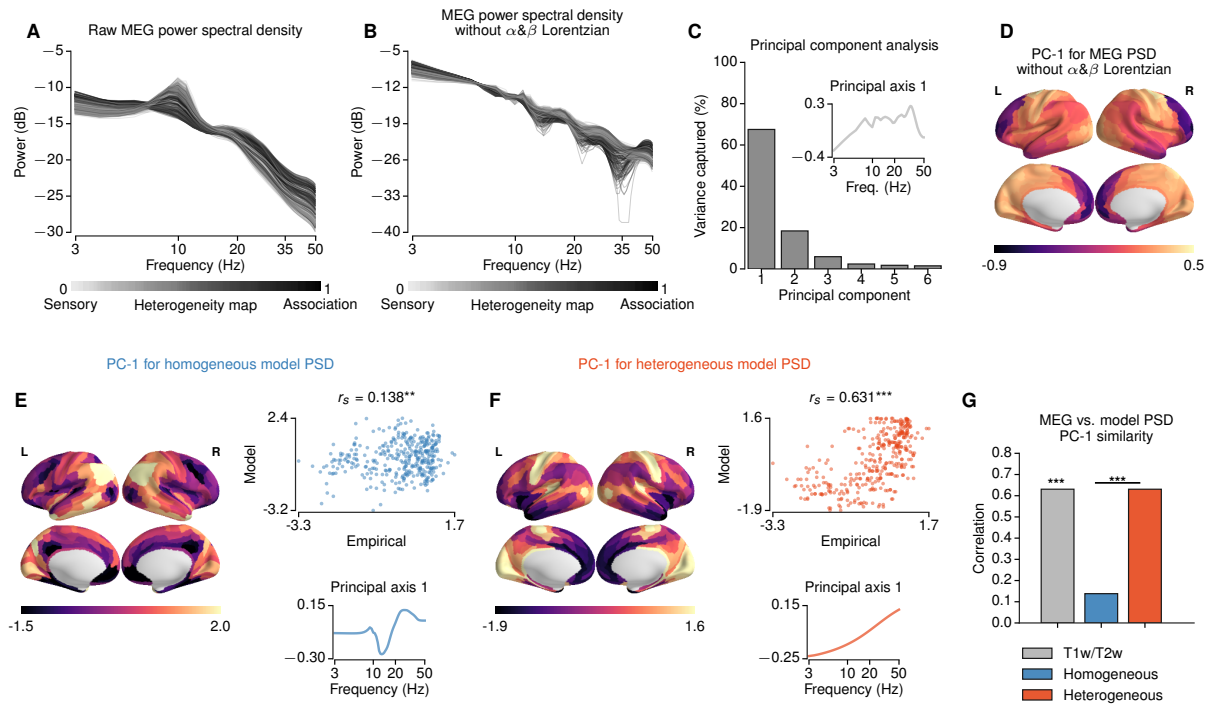 A
Raw MEG power spectral density
−5
−10
−15
−20
−25
−30
Power (dB)
3
10
20
35
50
Frequency (Hz)
0
1
Sensory
Heterogeneity map
Association
B
MEG power spectral density
without α&β Lorentzian
−5
−12
−19
−26
−33
−40
Power (dB)
3
10
20
35
50
Frequency (Hz)
0
1
Sensory
Heterogeneity map
Association
C
Principal component analysis
100
80
60
40
20
0
Variance captured (%)
1
2
3
4
5
6
Principal component
Principal axis 1
0.3
−0.4
3
10
20
50
Freq. (Hz)
D
PC-1 for MEG PSD
without α&β Lorentzian
L
R
-0.9
0.5
PC-1 for homogeneous model PSD
E
L
R
-1.5
2.0
rs = 0.138**
2.4
Model
-3.2
-3.3
1.7
Empirical
Principal axis 1
0.15
−0.30
3
10
20
50
Frequency (Hz)
PC-1 for heterogeneous model PSD
F
L
R
-1.9
1.6
rs = 0.631***
1.6
Model
-1.9
-3.3
1.7
Empirical
Principal axis 1
0.15
−0.25
3
10
20
50
Frequency (Hz)
G
MEG vs. model PSD
PC-1 similarity
0.8
0.7
0.6
0.5
0.4
0.3
0.2
0.1
0.0
Correlation
***
***
T1w/T2w
Homogeneous
Heterogeneous